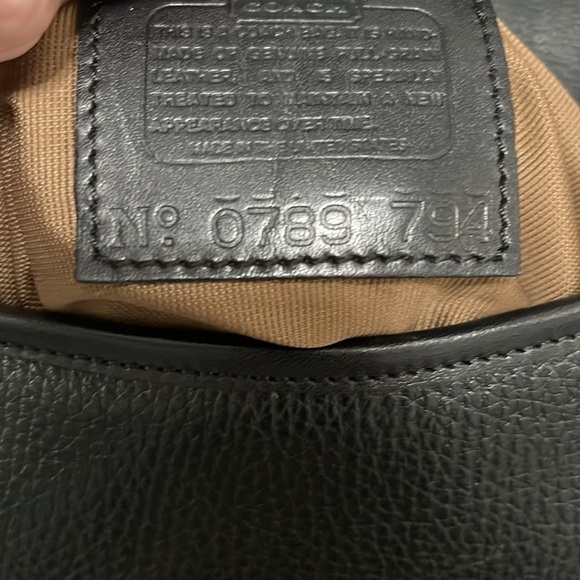 COACH
THIS IS A COACH BAG. IT IS HAND-
MADE OF GENUINE FULL GRAIN
LEATHER, AND IS SPECIALLY
TREATED TO MAINTAIN A NEW
APPEARANCE OVER TIME.
MADE IN THE UNITED STATES.
No: 0789 794